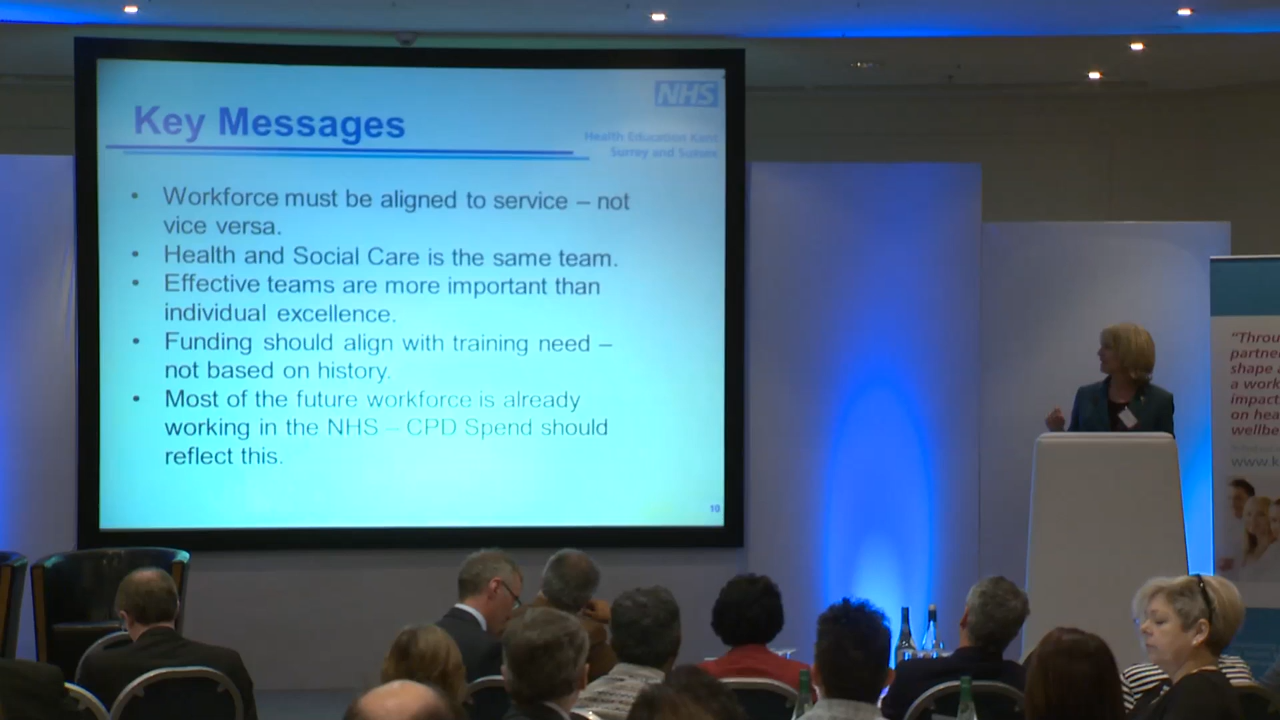 NHS
Health Education Kent
Surrey and Sussex
Key Messages
• Workforce must be aligned to service – not
vice versa.
• Health and Social Care is the same team.
• Effective teams are more important than
individual excellence.
• Funding should align with training need –
not based on history.
• Most of the future workforce is already
working in the NHS – CPD Spend should
reflect this.
10
"Throu
partne
shape
a work
impact
on hea
wellbe
www.k